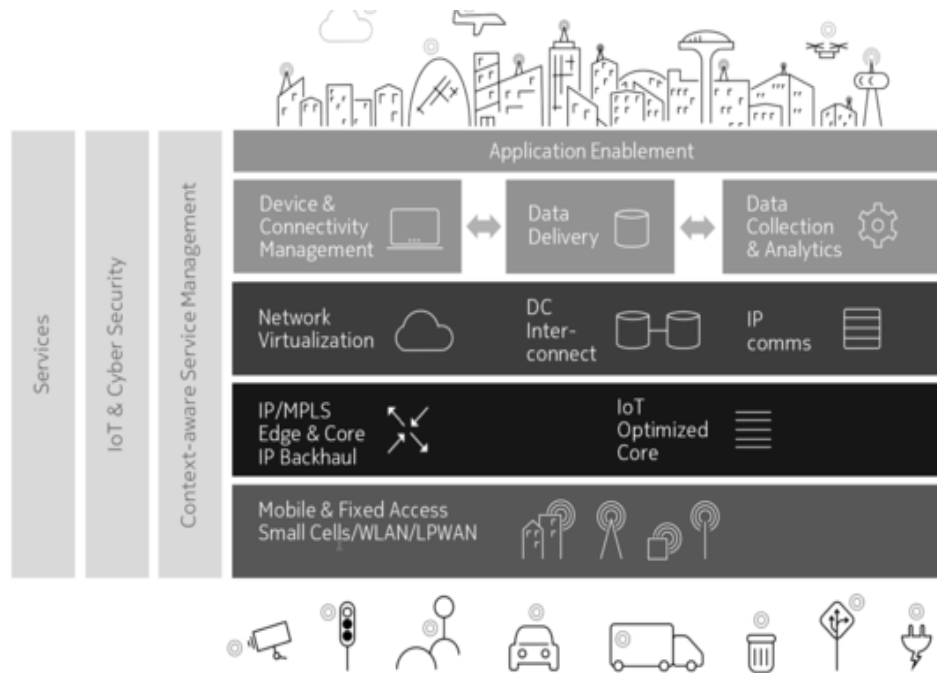 Services
IoT & Cyber Security
Context-aware Service Management
Application Enablement
Device &
Connectivity
Management
Data
Delivery
Data
Collection
& Analytics
Network
Virtualization
DC
Inter-
connect
IP
comms
IP/MPLS
Edge & Core
IP Backhaul
IoT
Optimized
Core
Mobile & Fixed Access
Small Cells/WLAN/LPWAN